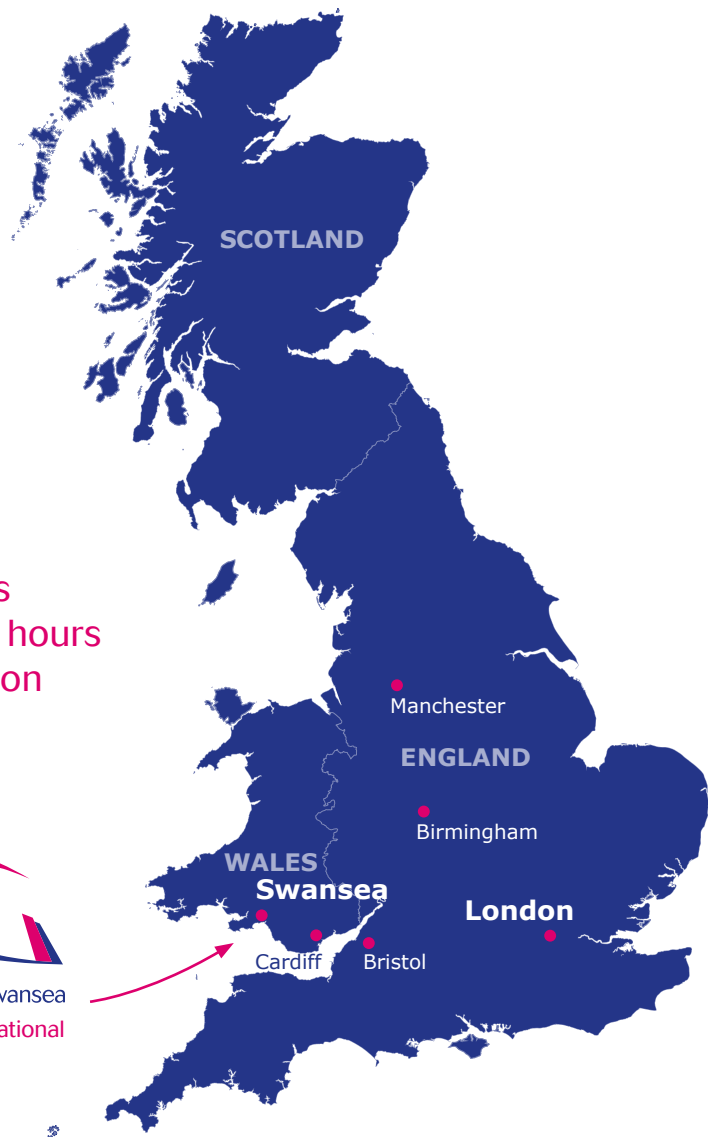 SCOTLAND
s
hours
on
Manchester
ENGLAND
Birmingham
WALES
Swansea
London
Cardiff
Bristol
wansea
ational